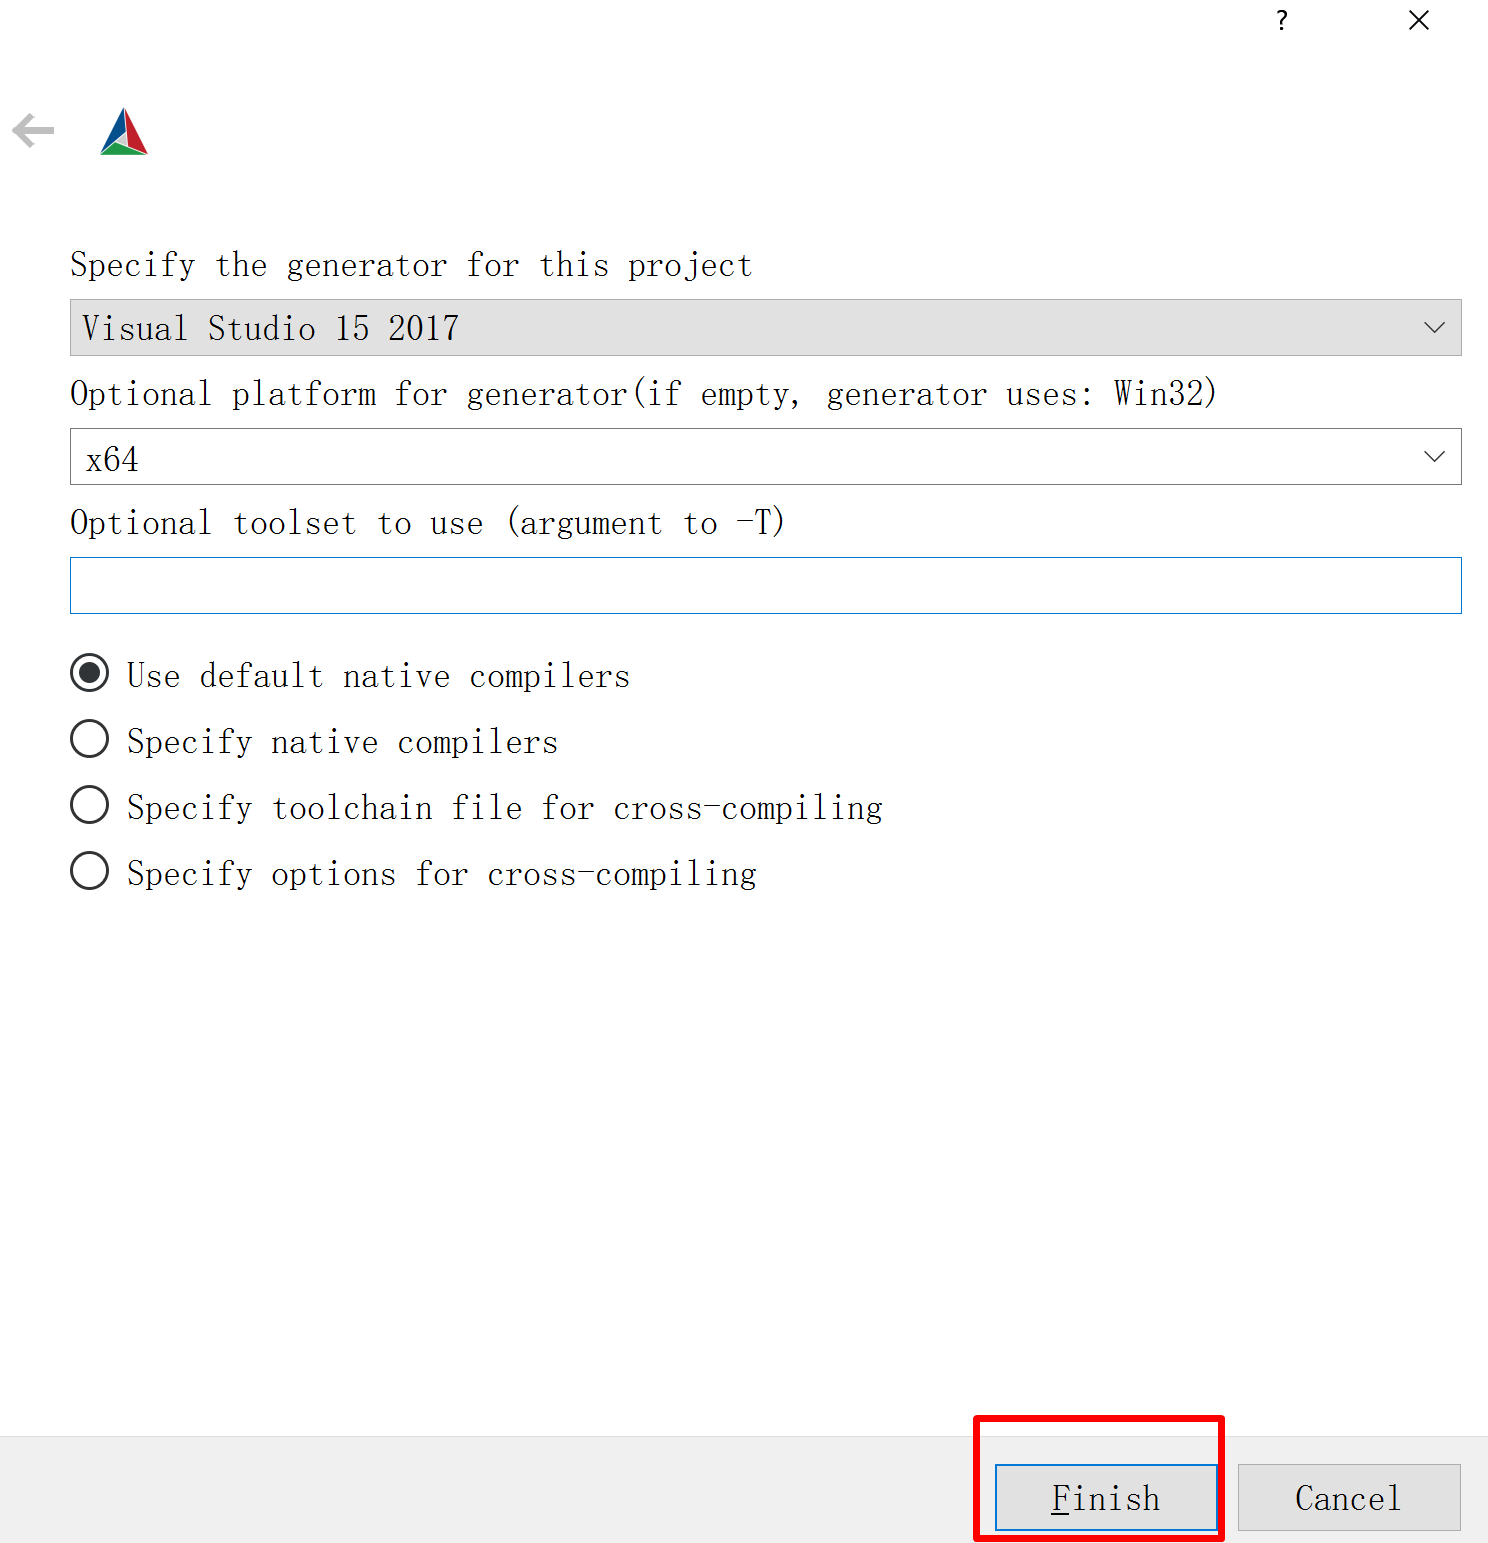 ?
Specify the generator for this project
Visual Studio 15 2017
Optional platform for generator(if empty, generator uses: Win32)
x64
Optional toolset to use (argument to -T)
Use default native compilers
Specify native compilers
Specify toolchain file for cross-compiling
Specify options for cross-compiling
Finish
Cancel